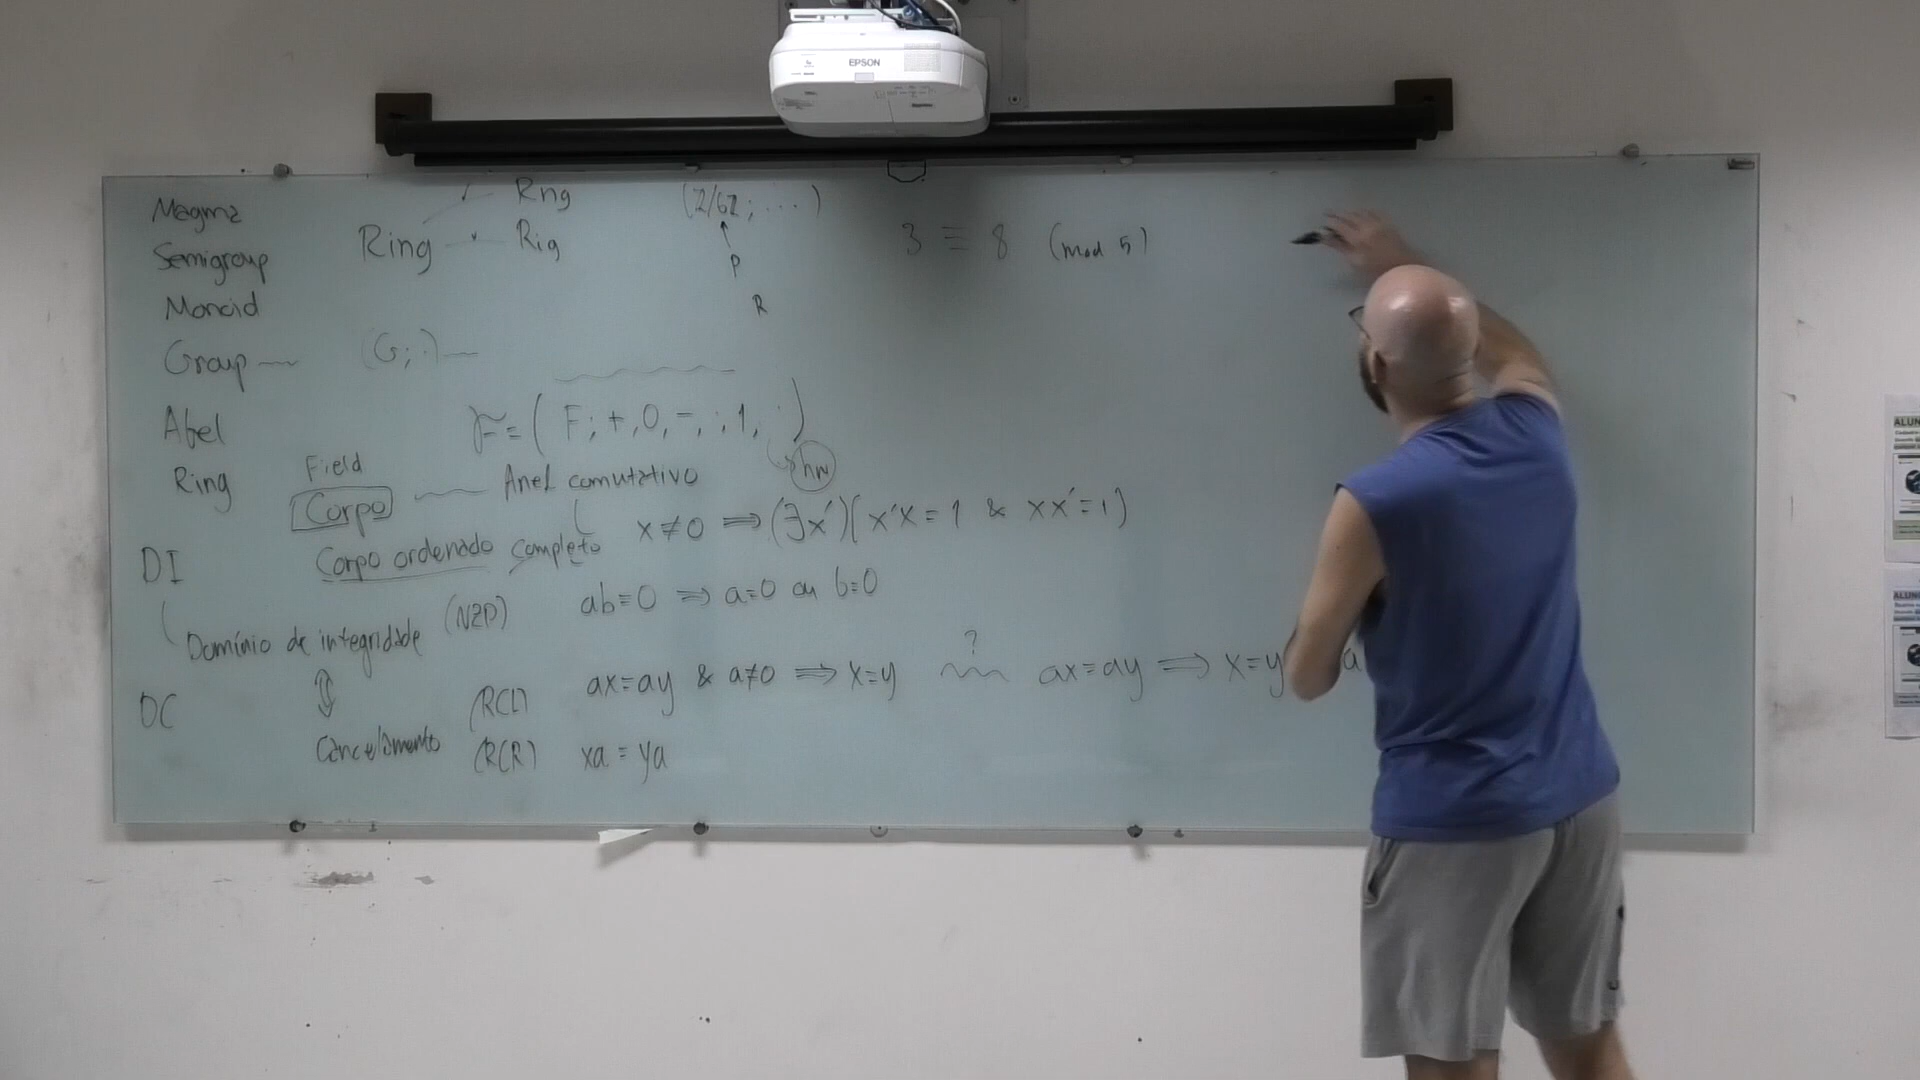 EPSON
Magma
Semigroup
Monoid
Group
Abel
Ring
DI
DC
Ring
Rng
Rig
(G; ·)
(Z/6Z; ...)
P
R
3 ≡ 8 (mod 5)
F = ( F; +, 0, -, ; 1, )
Field
Corpo
Anel comutativo
x ≠ 0 ⟹ (∃x')(x'x = 1 & xx' = 1)
Corpo ordenado completo
ab = 0 ⟹ a = 0 ou b = 0
Domínio de integridade (NZD)
⇕
(RCL) ax = ay & a ≠ 0 ⟹ x = y
?
ax = ay ⟹ x = y
a
Cancelamento
(RCR) xa = ya
ALUN
ALUN